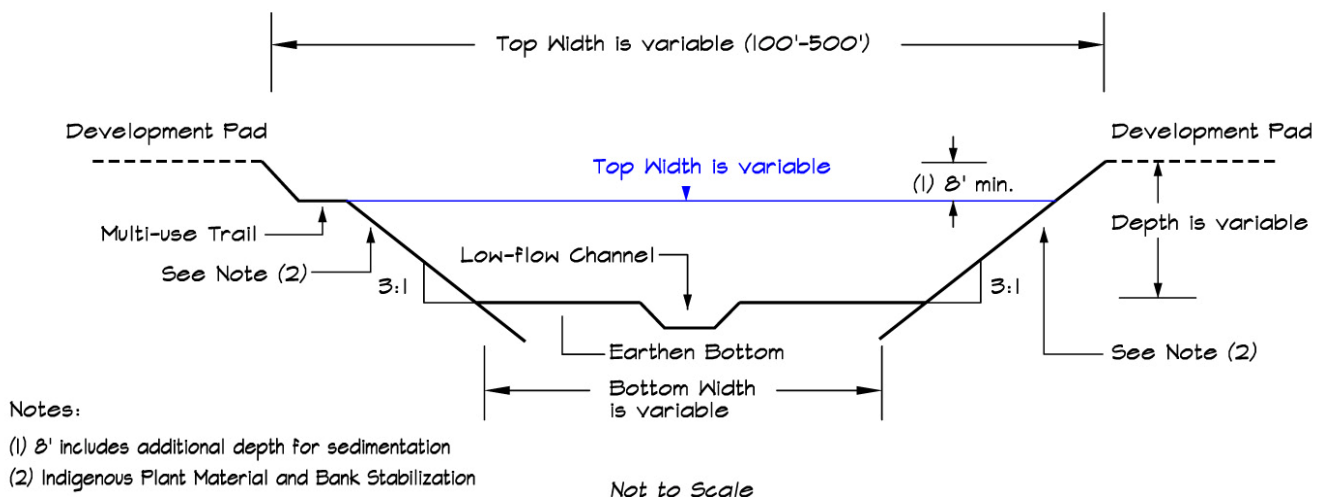 Top Width is variable (100'-500')
Development Pad
Development Pad
Top Width is variable
(1) 8' min.
Multi-use Trail
Depth is variable
Low-flow Channel
See Note (2)
3:1
3:1
Earthen Bottom
See Note (2)
Bottom Width
is variable
Notes:
(1) 8' includes additional depth for sedimentation
(2) Indigenous Plant Material and Bank Stabilization
Not to Scale